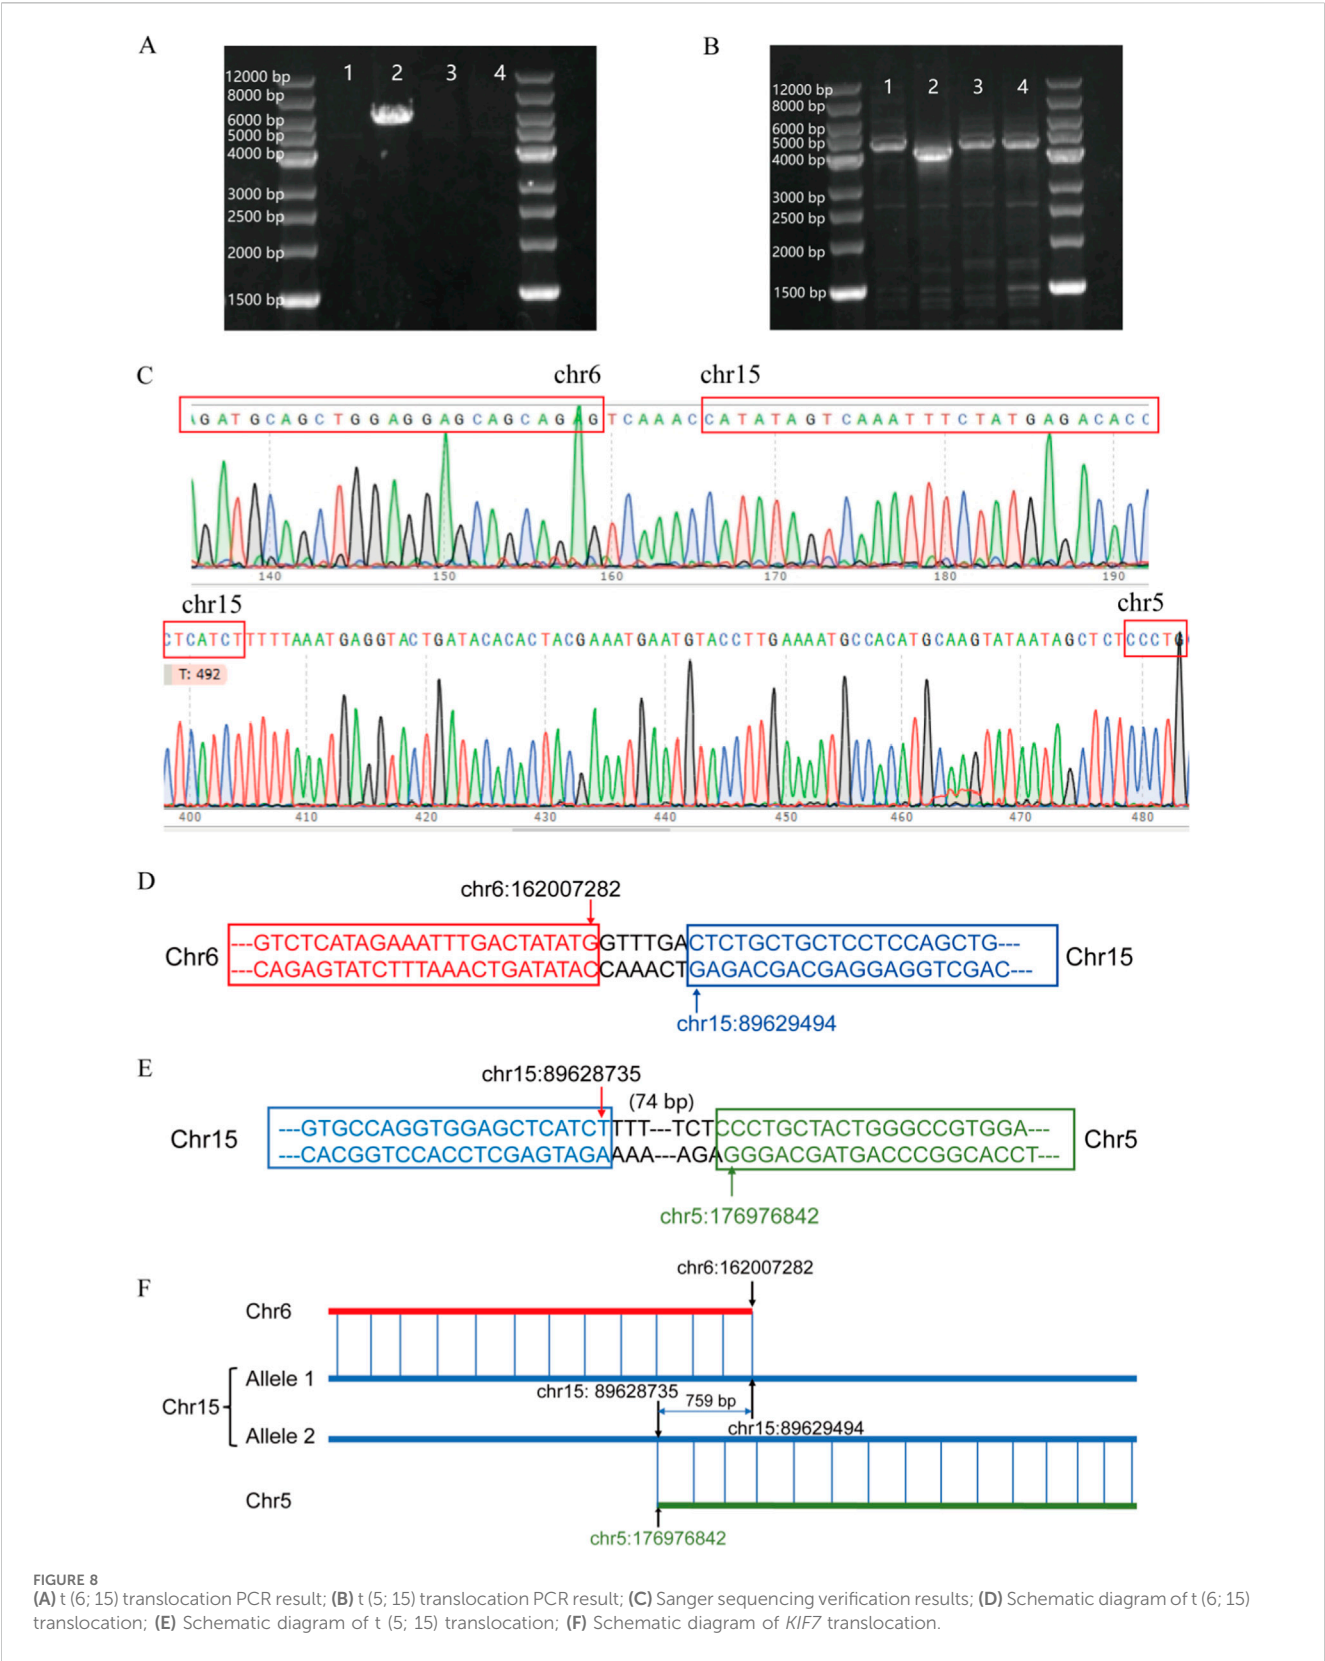 A
B
12000 bp
8000 bp
6000 bp
5000 bp
4000 bp
3000 bp
2500 bp
2000 bp
1500 bp
1 2 3 4
12000 bp
8000 bp
6000 bp
5000 bp
4000 bp
3000 bp
2500 bp
2000 bp
1500 bp
1 2 3 4
C
chr6
chr15
AGATGCAGCTGGAGGAGCAGCAGAGTCAAACCATATAGTCAAATTTCTATGAGACACC
140 150 160 170 180 190
chr15
chr5
CTCATCTTTTTAAATGAGGTACTGATACACACTACGAAATGAATGTACCTTGAAAATGCCACATGCAAGTATAATAGCTCTCCCTG
T: 492
400 410 420 430 440 450 460 470 480
D
chr6:162007282
Chr6
---GTCTCATAGAAATTTGACTATATGGTTTGACTCTGCTGCTCCTCCAGCTG---
---CAGAGTATCTTTAAACTGATATACCAAACTGAGACGACGAGGAGGTCGAC---
Chr15
chr15:89629494
E
chr15:89628735
(74 bp)
Chr15
---GTGCCAGGTGGAGCTCATCTTTT---TCTCCCTGCTACTGGGCCGTGGA---
---CACGGTCCACCTCGAGTAGAAAA---AGAGGGACGATGACCCGGCACCT---
Chr5
chr5:176976842
F
chr6:162007282
Chr6
Allele 1
Chr15
chr15: 89628735
759 bp
chr15:89629494
Allele 2
Chr5
chr5:176976842
FIGURE 8
(A) t (6; 15) translocation PCR result; (B) t (5; 15) translocation PCR result; (C) Sanger sequencing verification results; (D) Schematic diagram of t (6; 15)
translocation; (E) Schematic diagram of t (5; 15) translocation; (F) Schematic diagram of KIF7 translocation.